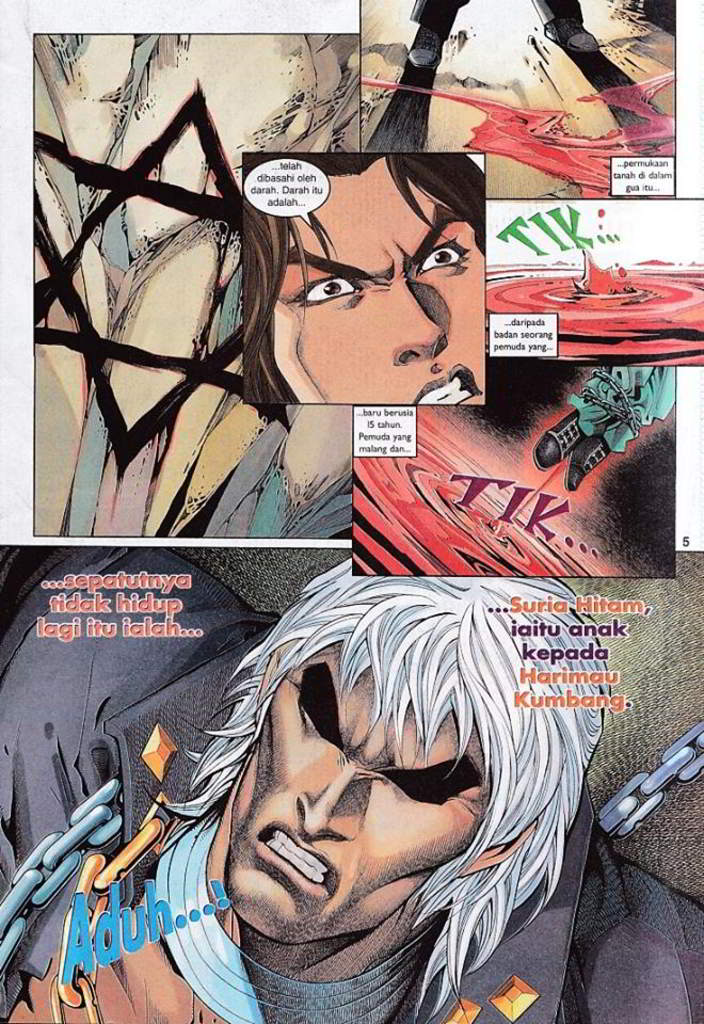 ...permukaan
tanah di dalam
gua itu...
...telah
dibasahi oleh
darah. Darah itu
adalah...
TIK...
...daripada
badan seorang
pemuda yang...
...baru berusia
15 tahun.
Pemuda yang
malang dan...
TIK...
5
...sepatutnya
tidak hidup
lagi itu ialah...
...Suria Hitam,
iaitu anak
kepada
Harimau
Kumbang.
Aduh...!